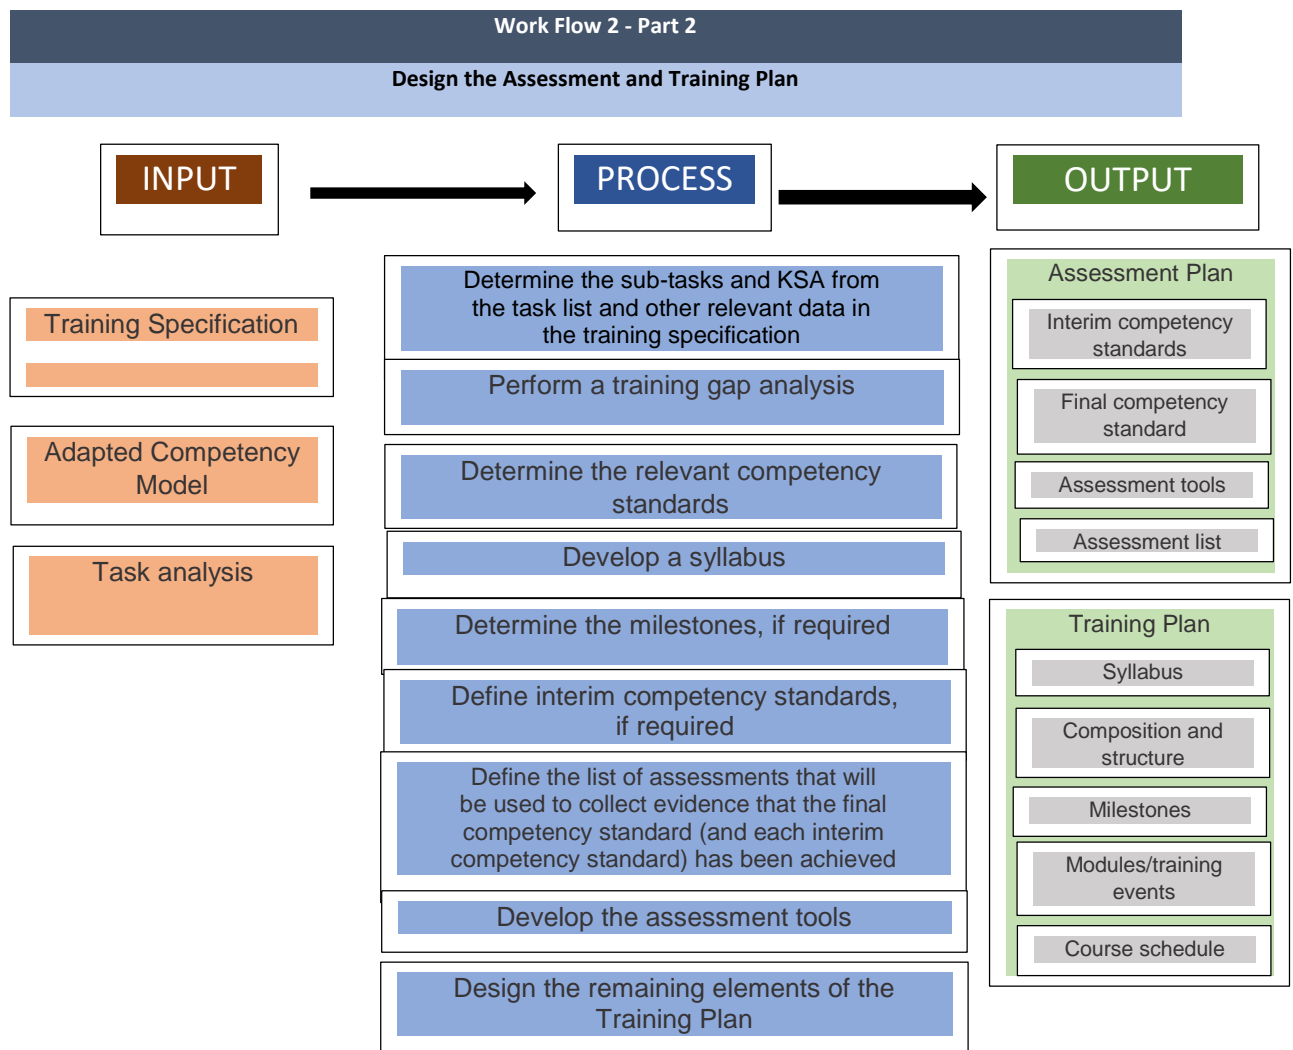 Work Flow 2 - Part 2
Design the Assessment and Training Plan
INPUT
PROCESS
OUTPUT
Training Specification
Adapted Competency
Model
Task analysis
Determine the sub-tasks and KSA from
the task list and other relevant data in
the training specification
Perform a training gap analysis
Determine the relevant competency
standards
Develop a syllabus
Determine the milestones, if required
Define interim competency standards,
if required
Define the list of assessments that will
be used to collect evidence that the final
competency standard (and each interim
competency standard) has been achieved
Develop the assessment tools
Design the remaining elements of the
Training Plan
Assessment Plan
Interim competency
standards
Final competency
standard
Assessment tools
Assessment list
Training Plan
Syllabus
Composition and
structure
Milestones
Modules/training
events
Course schedule